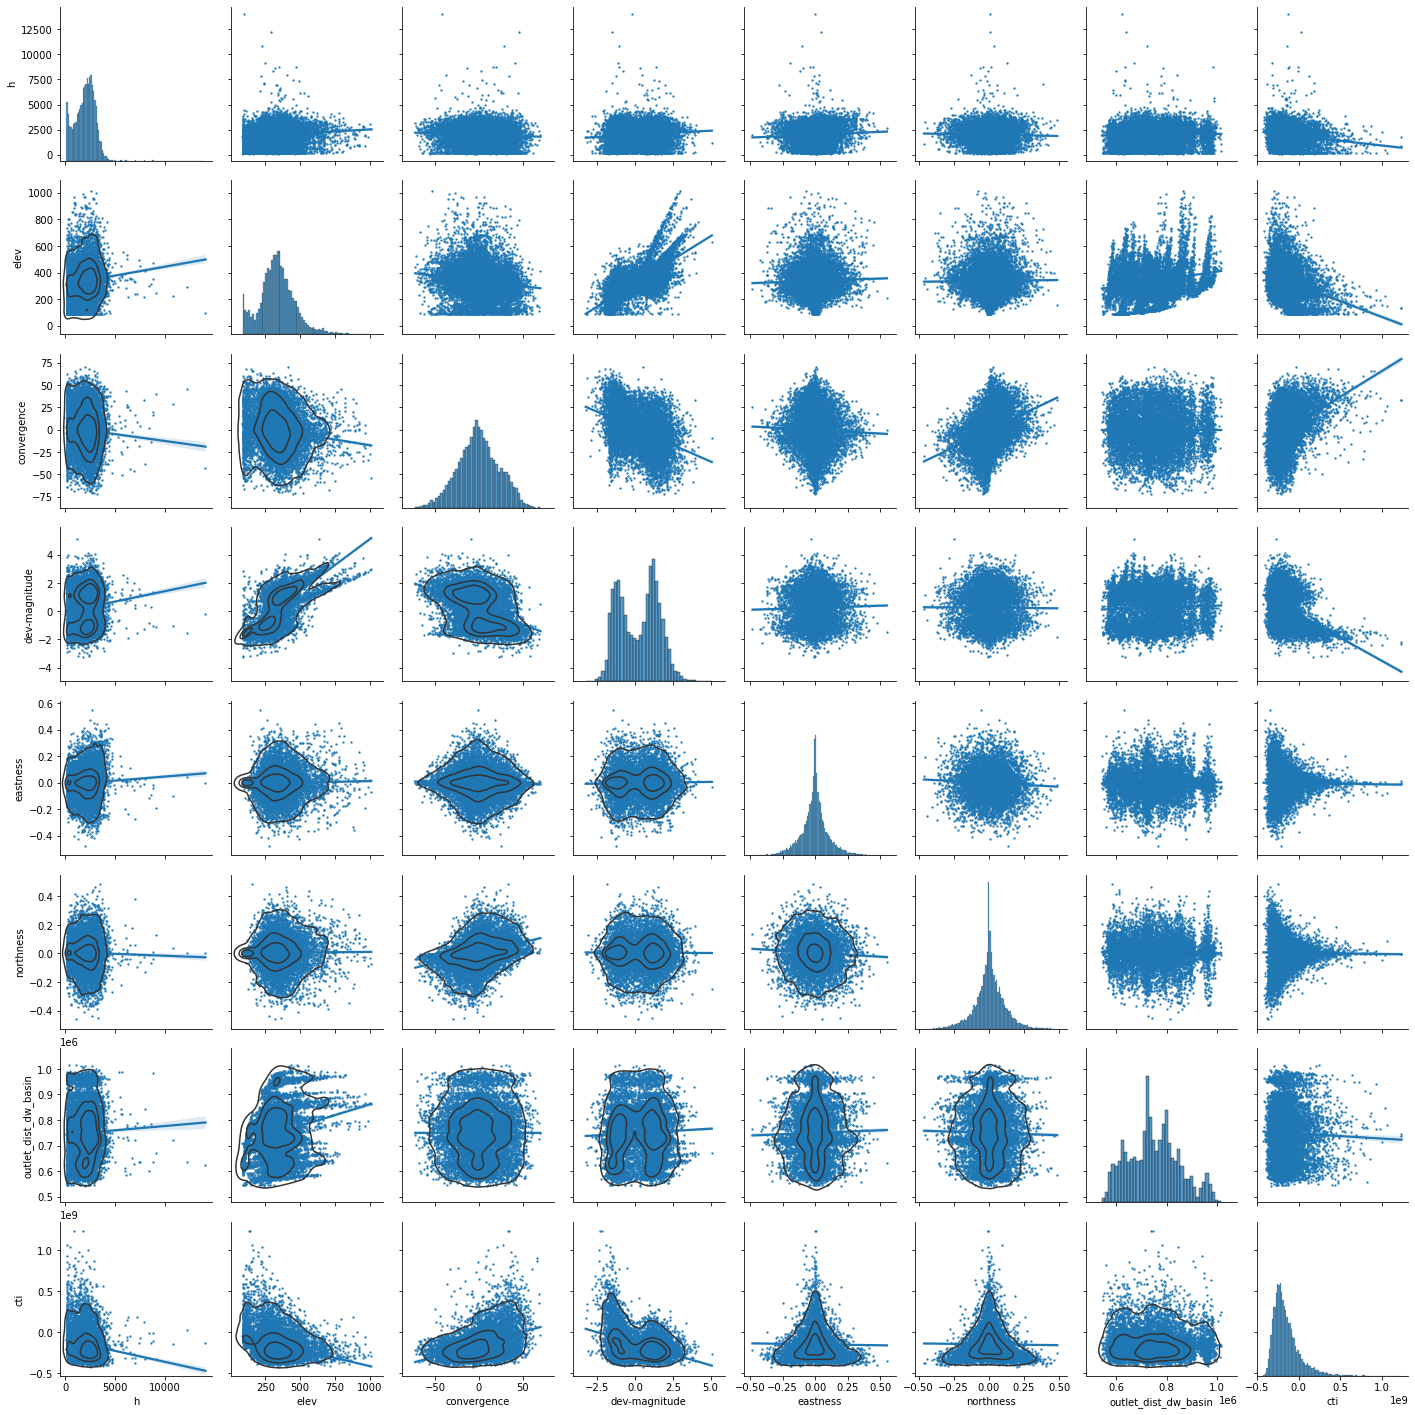 12500
10000
7500
5000
2500
0
h
1000
800
600
400
200
0
elev
75
50
25
0
−25
−50
−75
convergence
4
2
0
−2
−4
dev-magnitude
0.6
0.4
0.2
0.0
−0.2
−0.4
eastness
0.4
0.2
0.0
−0.2
−0.4
northness
1e6
1.0
0.9
0.8
0.7
0.6
0.5
outlet_dist_dw_basin
1e9
1.0
0.5
0.0
−0.5
cti
0 5000 10000
h
250 500 750 1000
elev
−50 0 50
convergence
−2.5 0.0 2.5 5.0
dev-magnitude
−0.50 −0.25 0.00 0.25 0.50
eastness
−0.50 −0.25 0.00 0.25 0.50
northness
0.6 0.8 1.0
1e6
outlet_dist_dw_basin
−0.5 0.0 0.5 1.0
1e9
cti